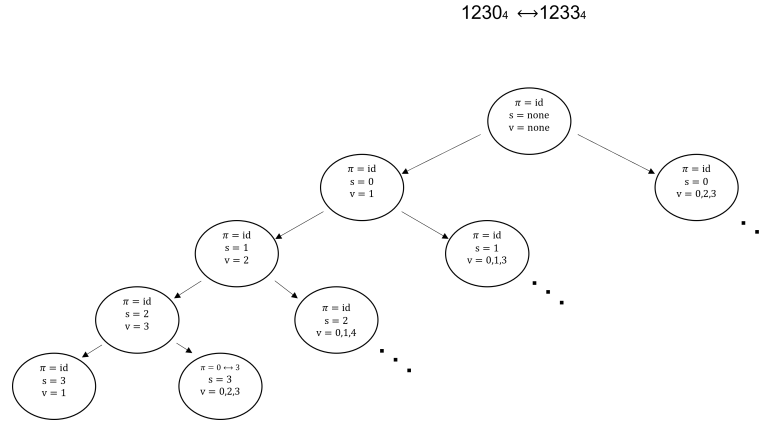 1230₄ ↔1233₄
π = id
s = none
v = none
π = id
s = 0
v = 1
π = id
s = 0
v = 0,2,3
π = id
s = 1
v = 2
π = id
s = 1
v = 0,1,3
π = id
s = 2
v = 3
π = id
s = 2
v = 0,1,4
π = id
s = 3
v = 1
π = 0 ↔ 3
s = 3
v = 0,2,3